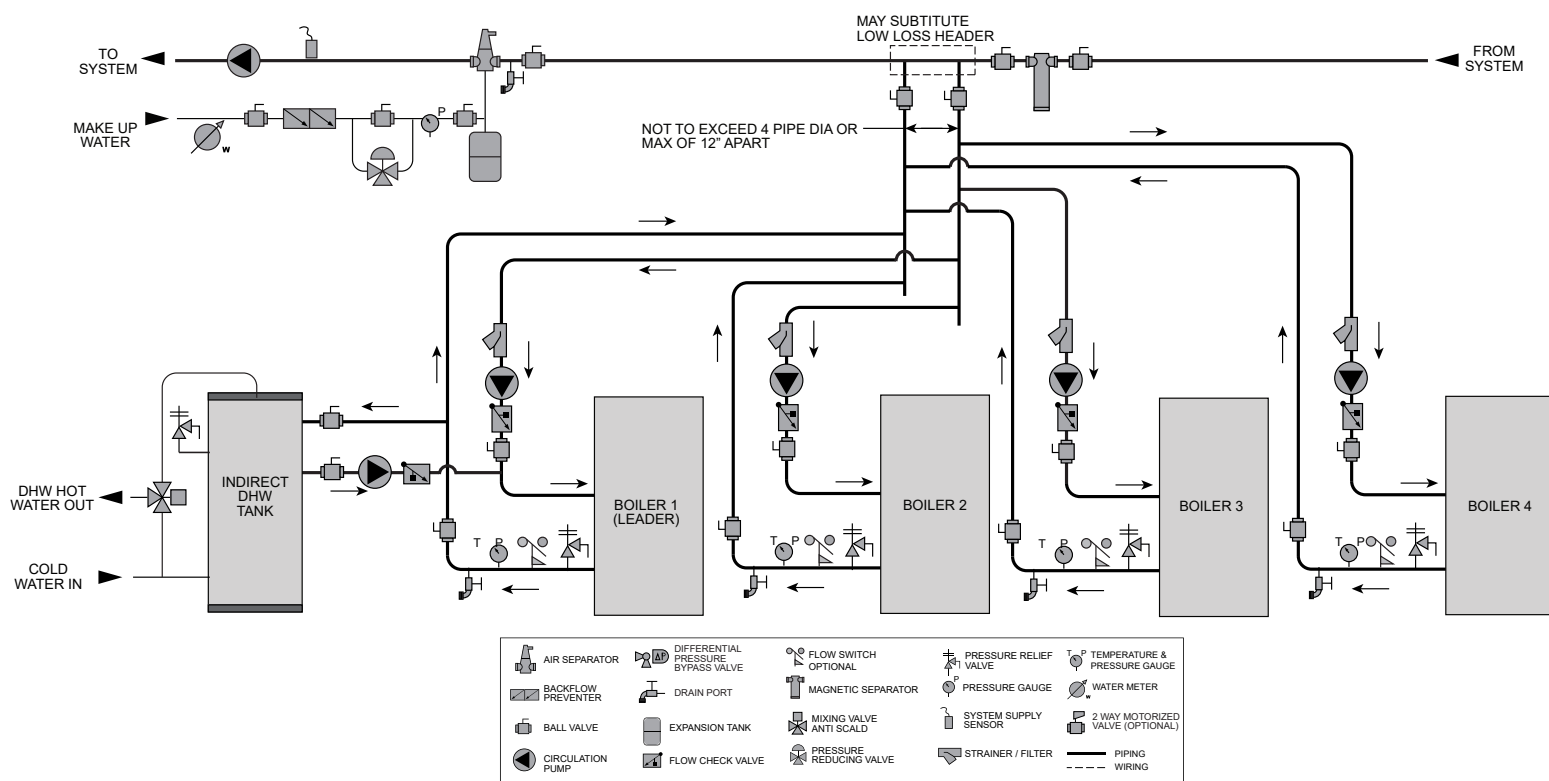 MAY SUBTITUTE
LOW LOSS HEADER
TO
SYSTEM
FROM
SYSTEM
MAKE UP
WATER
W
P
NOT TO EXCEED 4 PIPE DIA OR
MAX OF 12" APART
DHW HOT
WATER OUT
COLD
WATER IN
INDIRECT
DHW
TANK
BOILER 1
(LEADER)
BOILER 2
BOILER 3
BOILER 4
T P
T P
T P
T P
AIR SEPARATOR
BACKFLOW
PREVENTER
BALL VALVE
CIRCULATION
PUMP
ΔP
DIFFERENTIAL
PRESSURE
BYPASS VALVE
DRAIN PORT
EXPANSION TANK
FLOW CHECK VALVE
FLOW SWITCH
OPTIONAL
MAGNETIC SEPARATOR
MIXING VALVE
ANTI SCALD
PRESSURE
REDUCING VALVE
PRESSURE RELIEF
VALVE
P
PRESSURE GAUGE
SYSTEM SUPPLY
SENSOR
STRAINER / FILTER
T P
TEMPERATURE &
PRESSURE GAUGE
W
WATER METER
2 WAY MOTORIZED
VALVE (OPTIONAL)
PIPING
WIRING